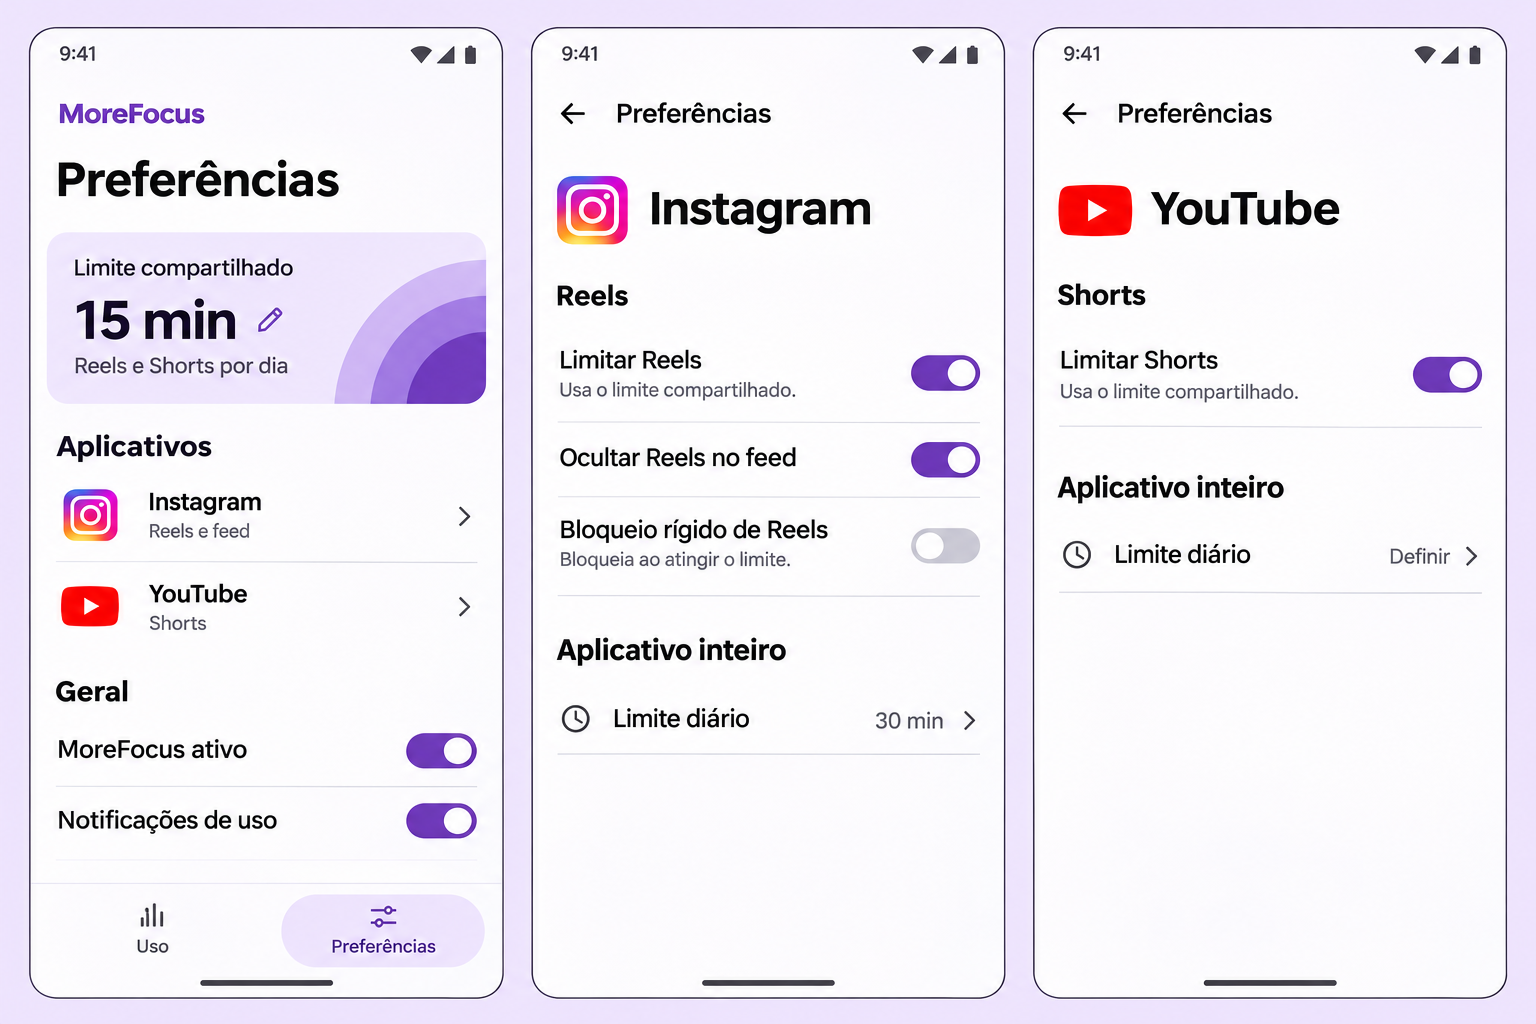 9:41
MoreFocus
Preferências
Limite compartilhado
15 min
Reels e Shorts por dia
Aplicativos
Instagram
Reels e feed
YouTube
Shorts
Geral
MoreFocus ativo
Notificações de uso
Uso
Preferências
9:41
Preferências
Instagram
Reels
Limitar Reels
Usa o limite compartilhado.
Ocultar Reels no feed
Bloqueio rígido de Reels
Bloqueia ao atingir o limite.
Aplicativo inteiro
Limite diário
30 min
9:41
Preferências
YouTube
Shorts
Limitar Shorts
Usa o limite compartilhado.
Aplicativo inteiro
Limite diário
Definir